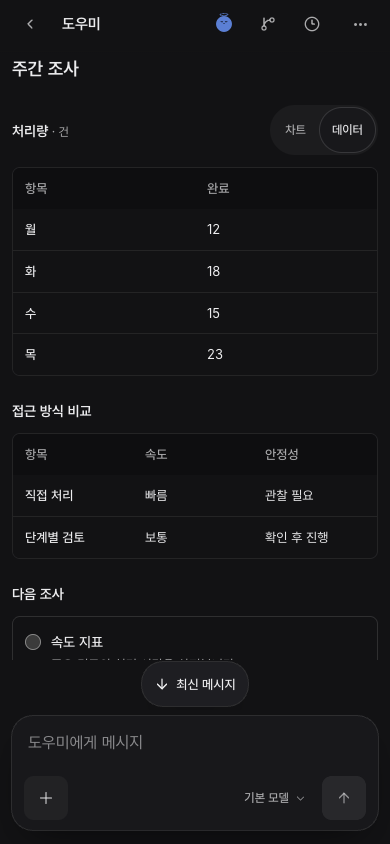 도우미
주간 조사
처리량 · 건
차트 데이터
항목 완료
월 12
화 18
수 15
목 23
접근 방식 비교
항목 속도 안정성
직접 처리 빠름 관찰 필요
단계별 검토 보통 확인 후 진행
다음 조사
속도 지표
최신 메시지
도우미에게 메시지
기본 모델